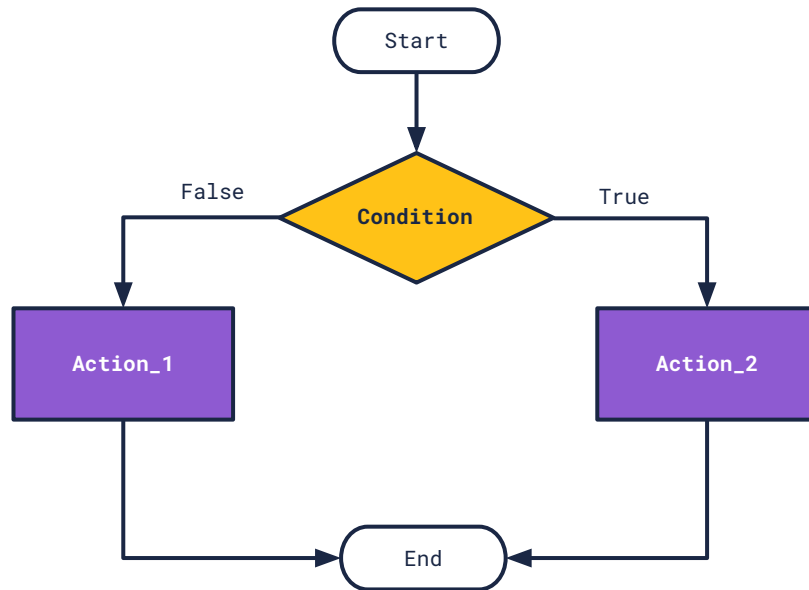 Start
False
True
Condition
Action_1
Action_2
End